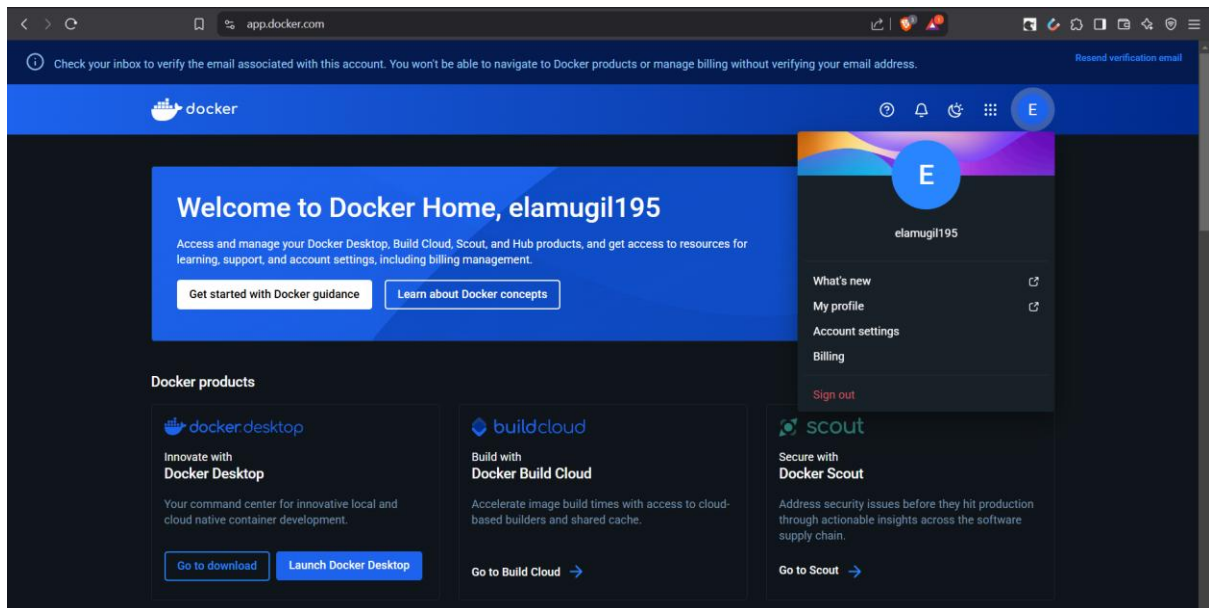 app.docker.com
Check your inbox to verify the email associated with this account. You won't be able to navigate to Docker products or manage billing without verifying your email address.
Resend verification email
docker
E
E
elamugil195
What's new
My profile
Account settings
Billing
Sign out
Welcome to Docker Home, elamugil195
Access and manage your Docker Desktop, Build Cloud, Scout, and Hub products, and get access to resources for
learning, support, and account settings, including billing management.
Get started with Docker guidance
Learn about Docker concepts
Docker products
docker desktop
Innovate with
Docker Desktop
Your command center for innovative local and
cloud native container development.
Go to download
Launch Docker Desktop
buildcloud
Build with
Docker Build Cloud
Accelerate image build times with access to cloud-
based builders and shared cache.
Go to Build Cloud
scout
Secure with
Docker Scout
Address security issues before they hit production
through actionable insights across the software
supply chain.
Go to Scout